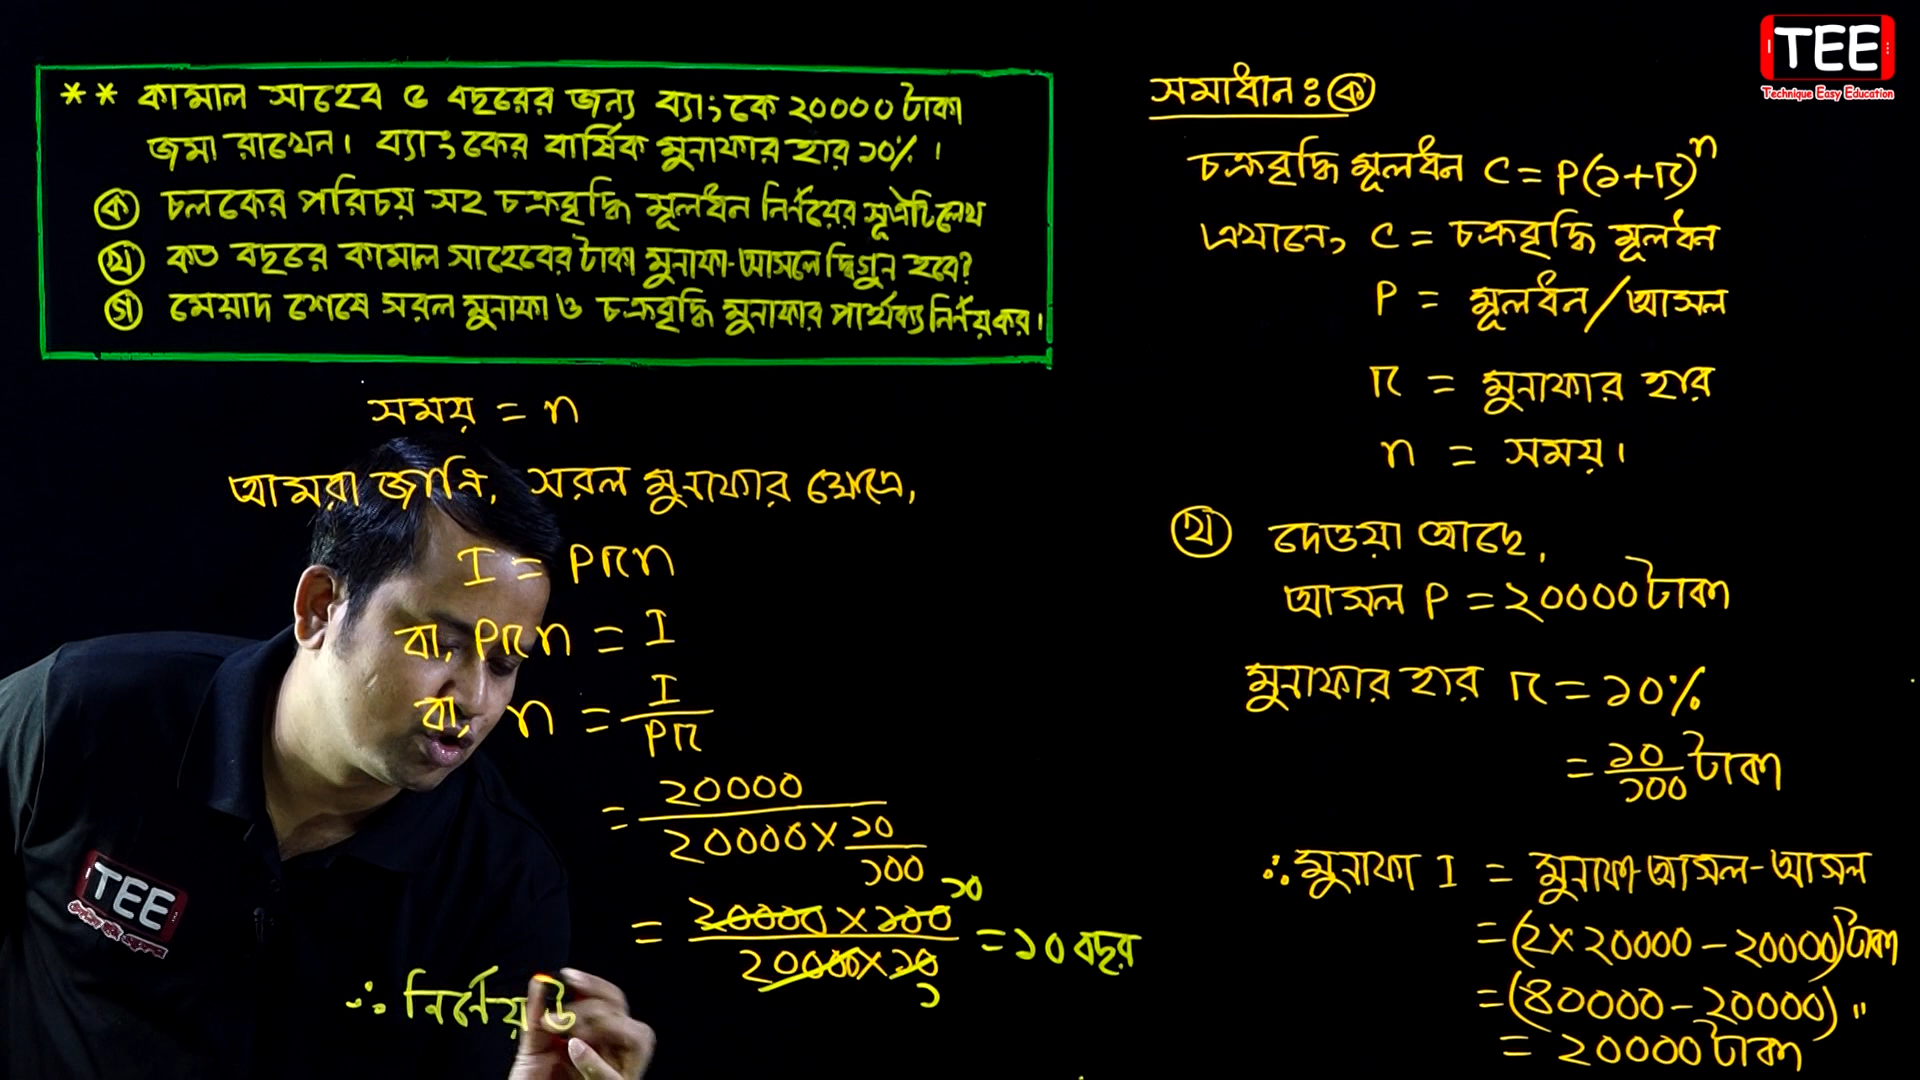 ** কামাল সাহেব ৫ বছরের জন্য ব্যাংকে ২০০০০ টাকা
জমা রাখেন। ব্যাংকের বার্ষিক মুনাফার হার ১০%।
ক চলকের পরিচয় সহ চক্রবৃদ্ধি মূলধন নির্ণয়ের সূত্রটি লেখ
খ কত বছরে কামাল সাহেবের টাকা মুনাফা-আসলে দ্বিগুন হবে?
গ মেয়াদ শেষে সরল মুনাফা ও চক্রবৃদ্ধি মুনাফার পার্থক্য নির্ণয় কর।
সময় = n
আমরা জানি, সরল মুনাফার ক্ষেত্রে,
I = Prn
বা, Prn = I
বা, n = I/Pr
= ২০০০০/(২০০০০ × ১০/১০০)
= (২০০০০ × ১০০ ১০)/(২০০০০ × ১০ ১) = ১০ বছর
∴ নির্ণেয় উ
সমাধান: ক
চক্রবৃদ্ধি মূলধন C = P(১+r)^n
এখানে, C = চক্রবৃদ্ধি মূলধন
P = মূলধন/আসল
r = মুনাফার হার
n = সময়।
খ দেওয়া আছে,
আসল P = ২০০০০ টাকা
মুনাফার হার r = ১০%
= ১০/১০০ টাকা
∴ মুনাফা I = মুনাফা-আসল-আসল
= (২ × ২০০০০ - ২০০০০) টাকা
= (৪০০০০ - ২০০০০) "
= ২০০০০ টাকা
TEE
Technique Easy Education
TEE